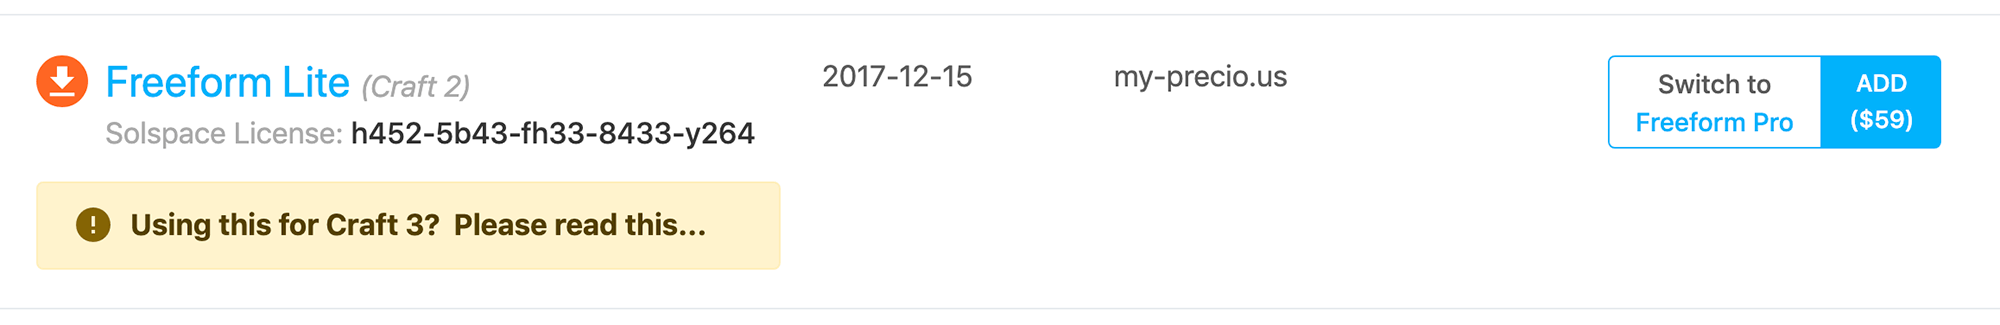 Freeform Lite (Craft 2)
Solspace License: h452-5b43-fh33-8433-y264
2017-12-15
my-precio.us
Switch to
Freeform Pro
ADD
($59)
Using this for Craft 3?  Please read this...